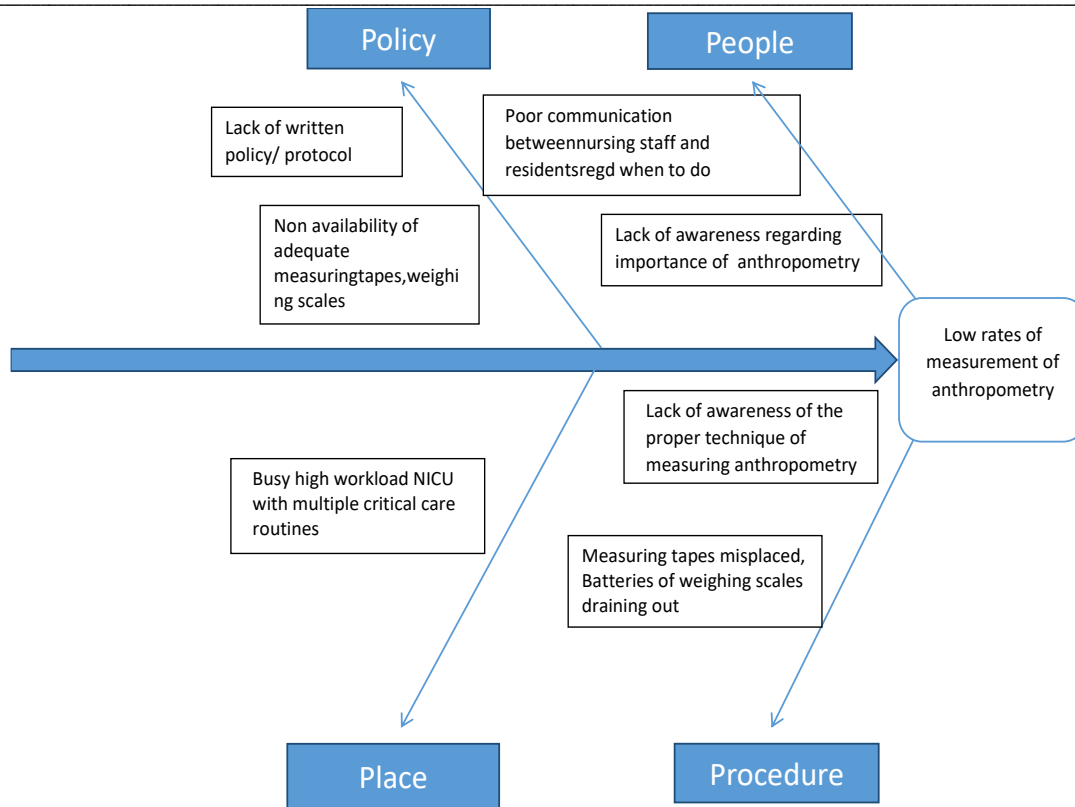 Policy
People
Lack of written
policy/ protocol
Poor communication
betweennursing staff and
residentsregd when to do
Non availability of
adequate
measuringtapes,weighi
ng scales
Lack of awareness regarding
importance of anthropometry
Low rates of
measurement of
anthropometry
Lack of awareness of the
proper technique of
measuring anthropometry
Busy high workload NICU
with multiple critical care
routines
Measuring tapes misplaced,
Batteries of weighing scales
draining out
Place
Procedure